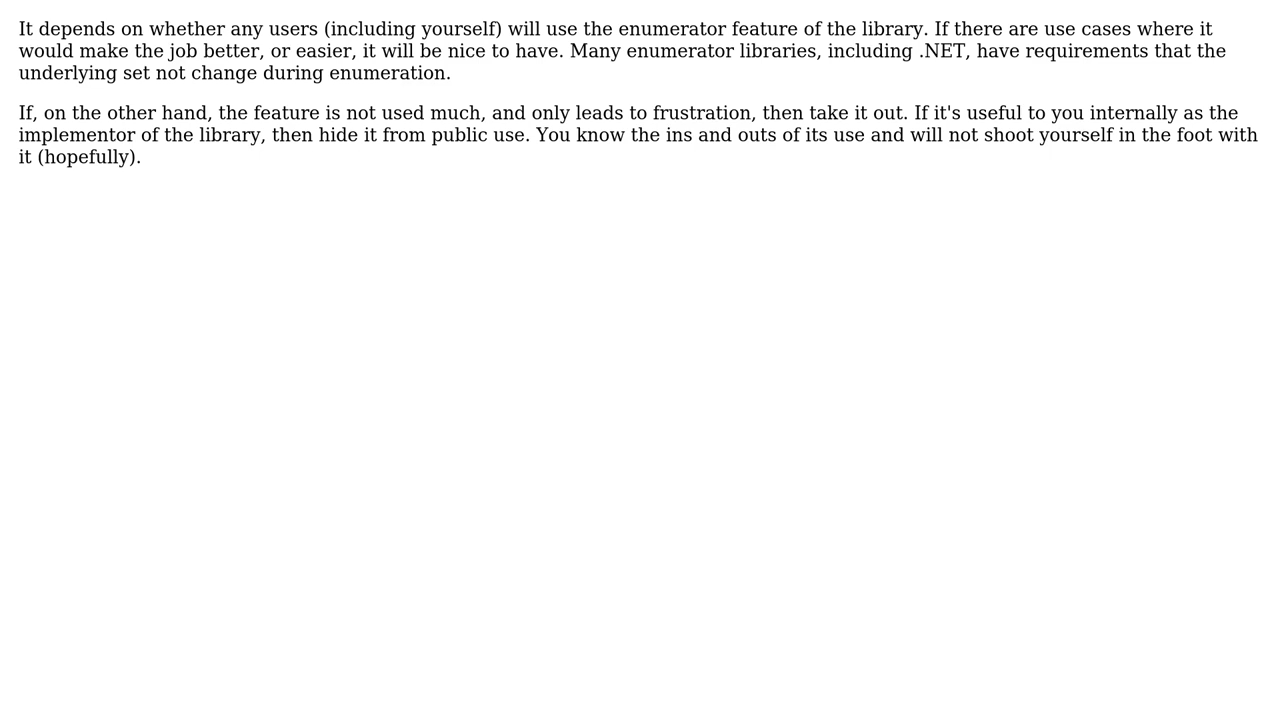 It depends on whether any users (including yourself) will use the enumerator feature of the library. If there are use cases where it
would make the job better, or easier, it will be nice to have. Many enumerator libraries, including .NET, have requirements that the
underlying set not change during enumeration.
If, on the other hand, the feature is not used much, and only leads to frustration, then take it out. If it's useful to you internally as the
implementor of the library, then hide it from public use. You know the ins and outs of its use and will not shoot yourself in the foot with
it (hopefully).